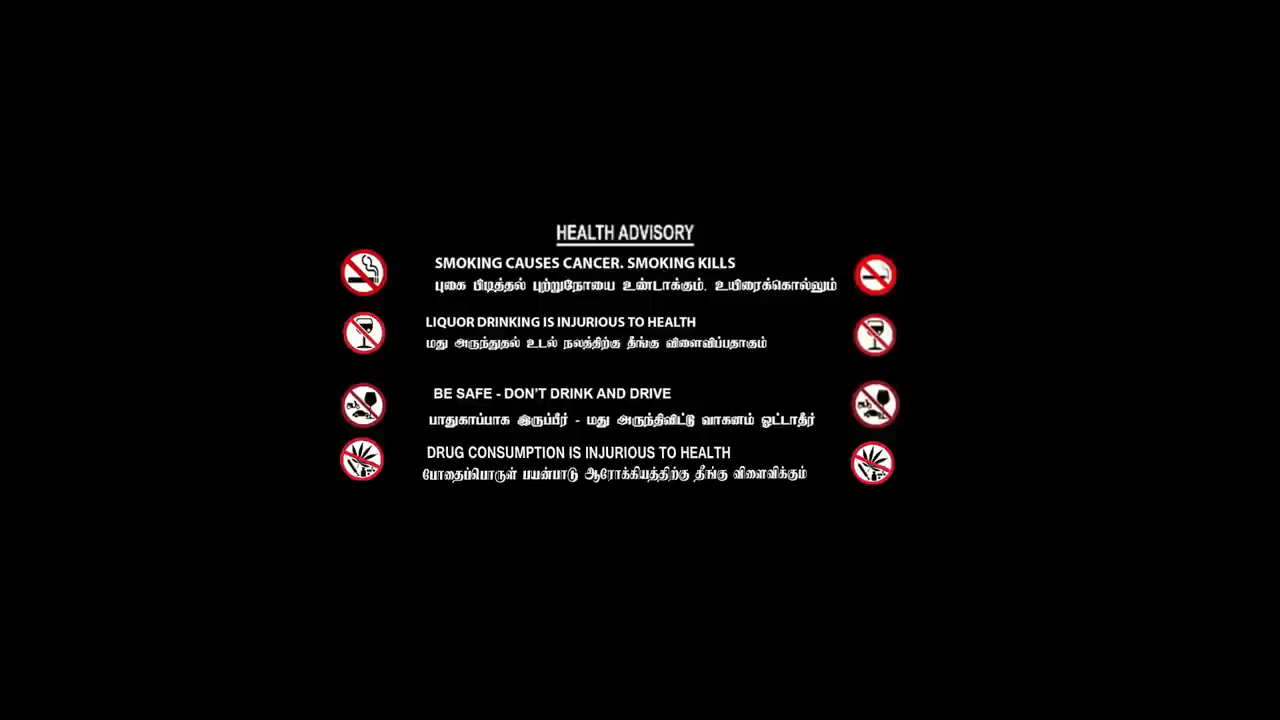 HEALTH ADVISORY
SMOKING CAUSES CANCER. SMOKING KILLS
புகை பிடித்தல் புற்றுநோயை உண்டாக்கும். உயிரைக்கொல்லும்
LIQUOR DRINKING IS INJURIOUS TO HEALTH
மது அருந்துதல் உடல் நலத்திற்கு தீங்கு விளைவிப்பதாகும்
BE SAFE - DON'T DRINK AND DRIVE
பாதுகாப்பாக இருப்பீர் - மது அருந்திவிட்டு வாகனம் ஓட்டாதீர்
DRUG CONSUMPTION IS INJURIOUS TO HEALTH
போதைப்பொருள் பயன்பாடு ஆரோக்கியத்திற்கு தீங்கு விளைவிக்கும்